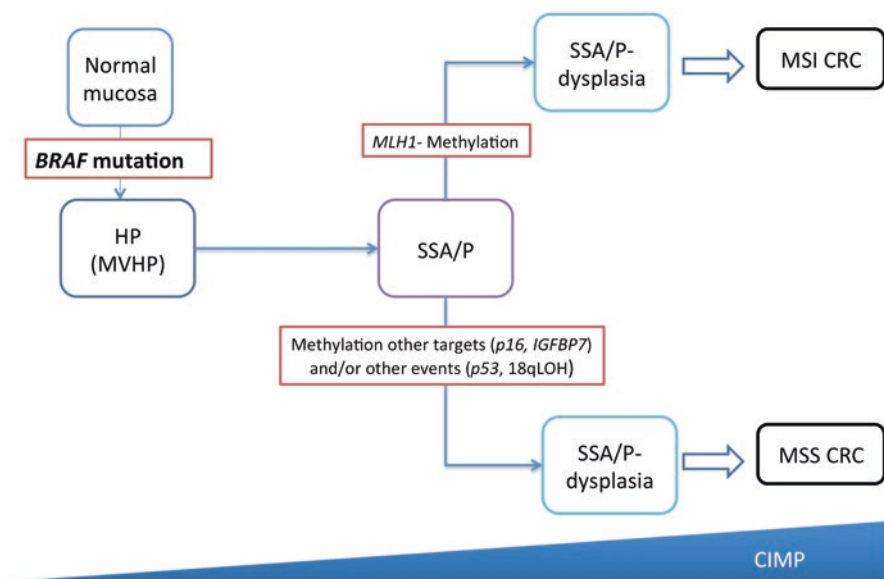 Normal
mucosa
BRAF mutation
HP
(MVHP)
SSA/P
MLH1- Methylation
SSA/P-
dysplasia
MSI CRC
Methylation other targets (p16, IGFBP7)
and/or other events (p53, 18qLOH)
SSA/P-
dysplasia
MSS CRC
CIMP